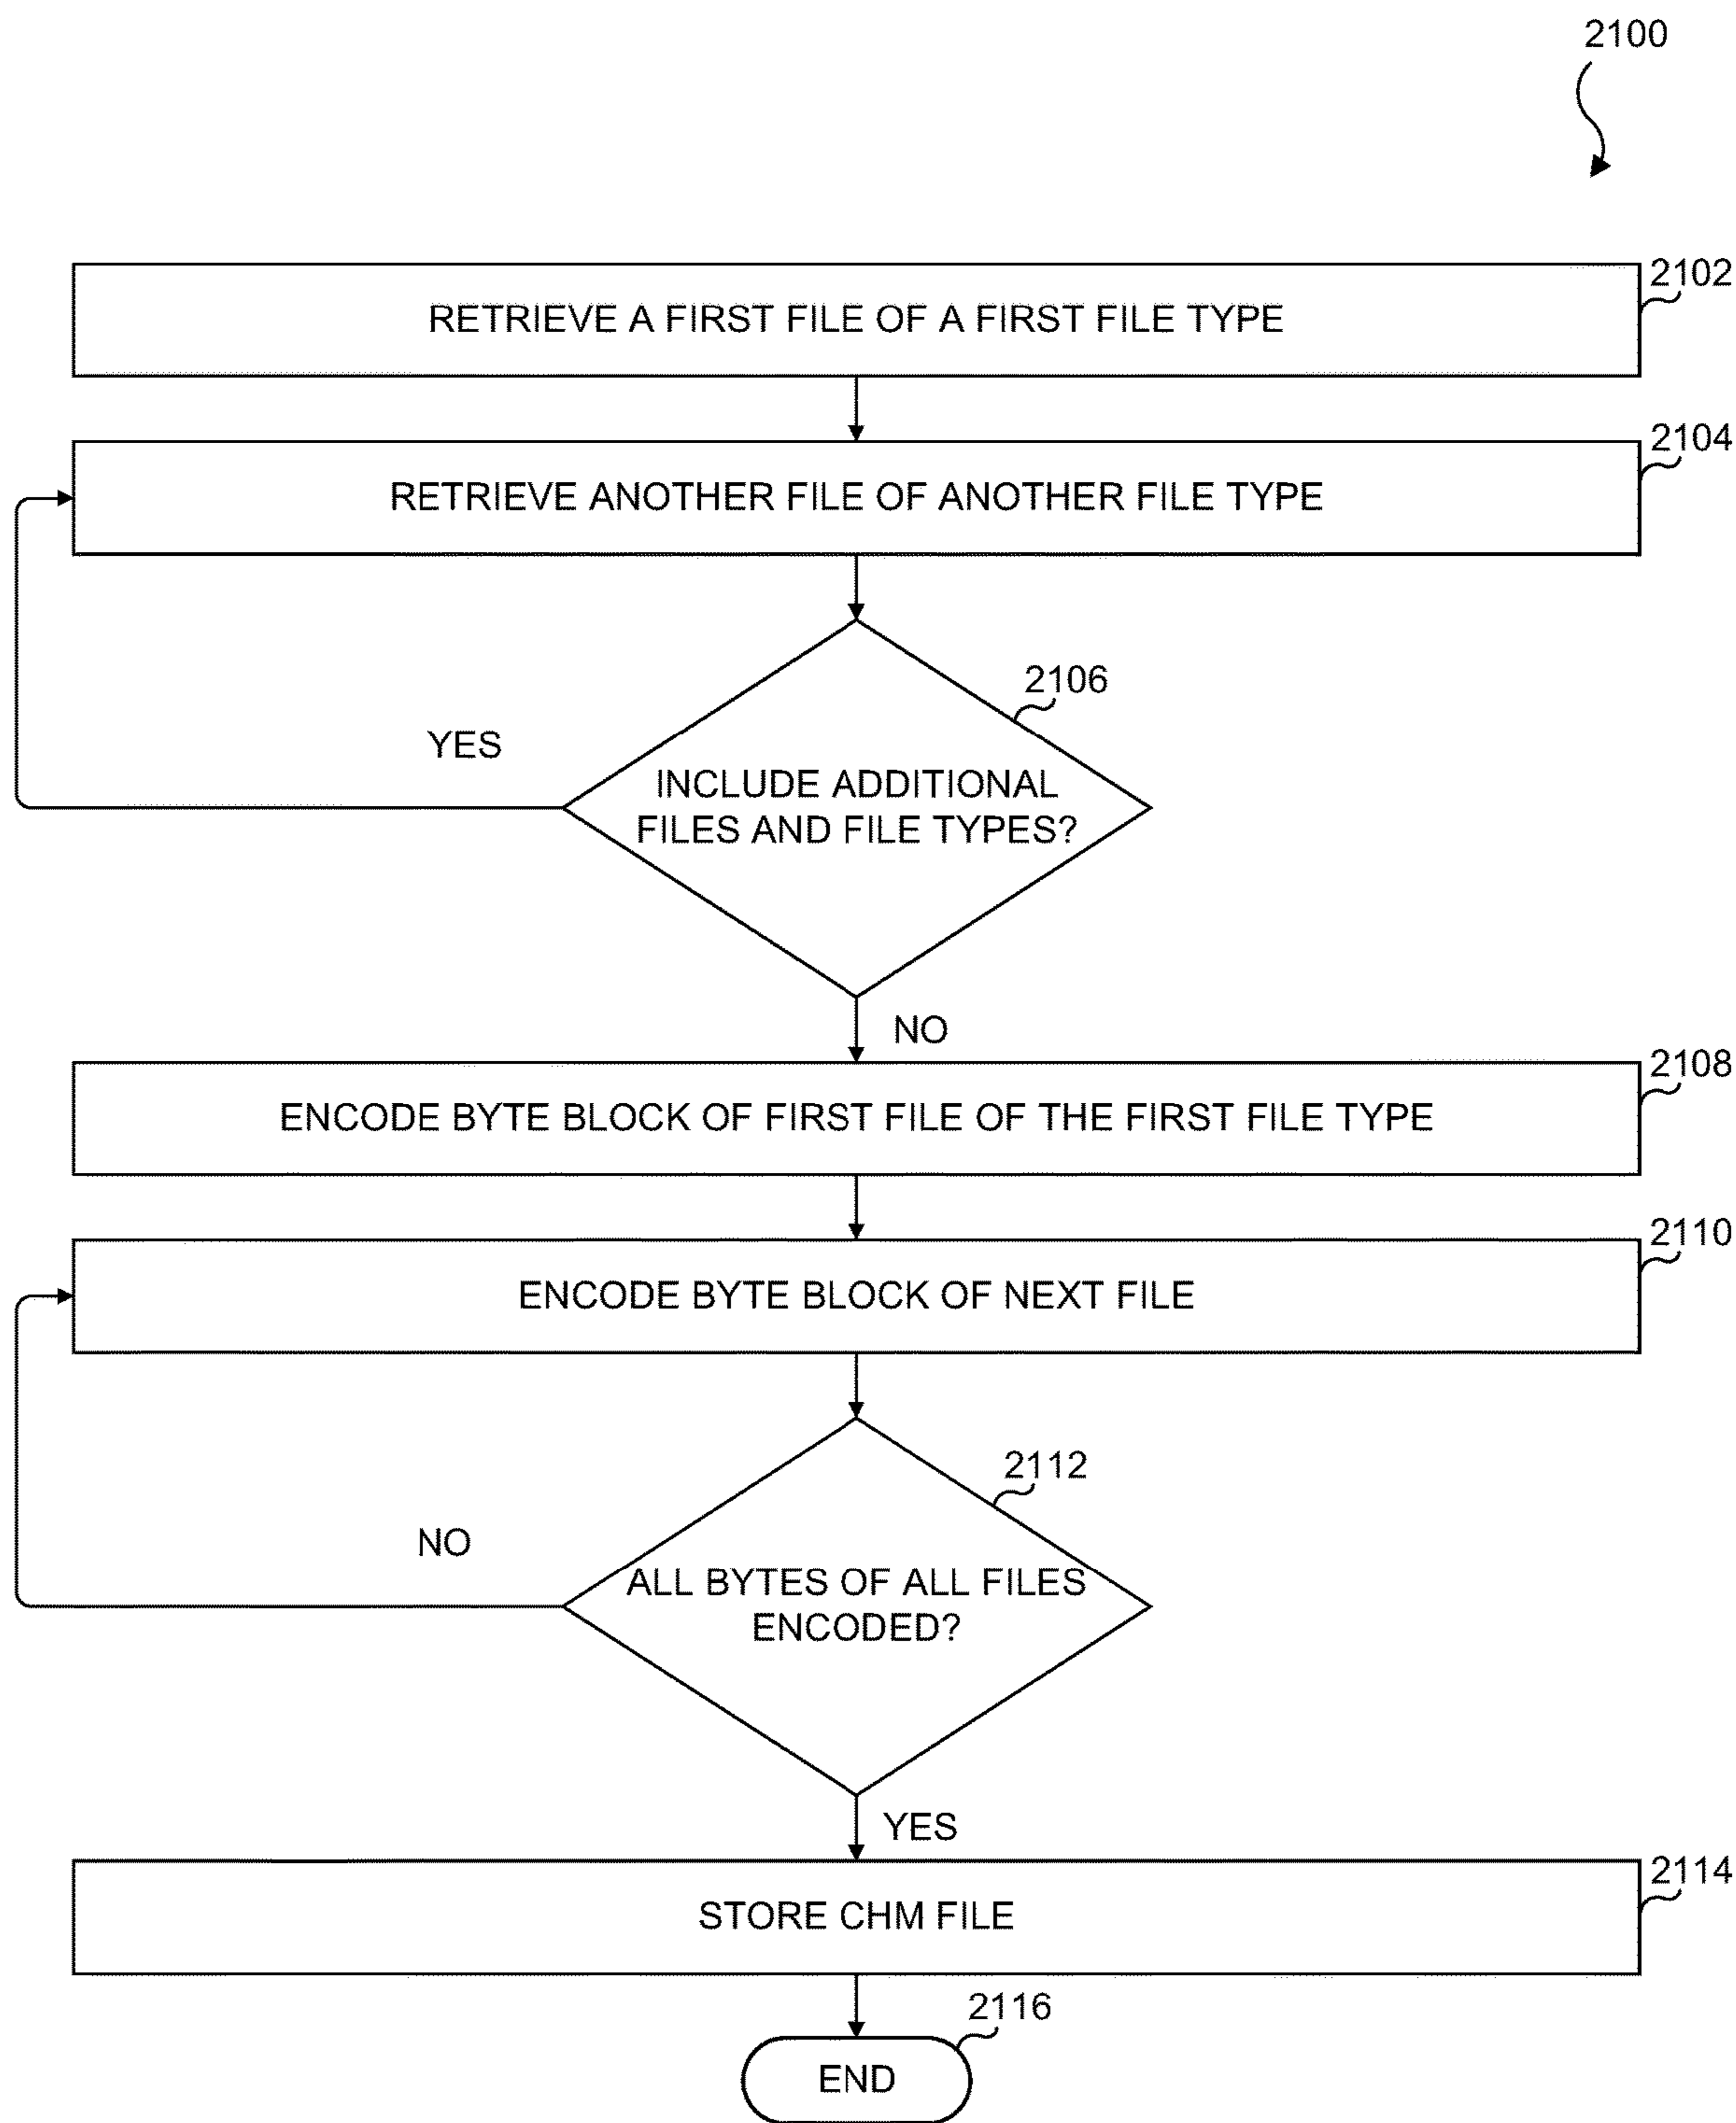 2100
2102
RETRIEVE A FIRST FILE OF A FIRST FILE TYPE
2104
RETRIEVE ANOTHER FILE OF ANOTHER FILE TYPE
2106
YES
INCLUDE ADDITIONAL
FILES AND FILE TYPES?
NO
2108
ENCODE BYTE BLOCK OF FIRST FILE OF THE FIRST FILE TYPE
2110
ENCODE BYTE BLOCK OF NEXT FILE
2112
NO
ALL BYTES OF ALL FILES
ENCODED?
YES
2114
STORE CHM FILE
2116
END